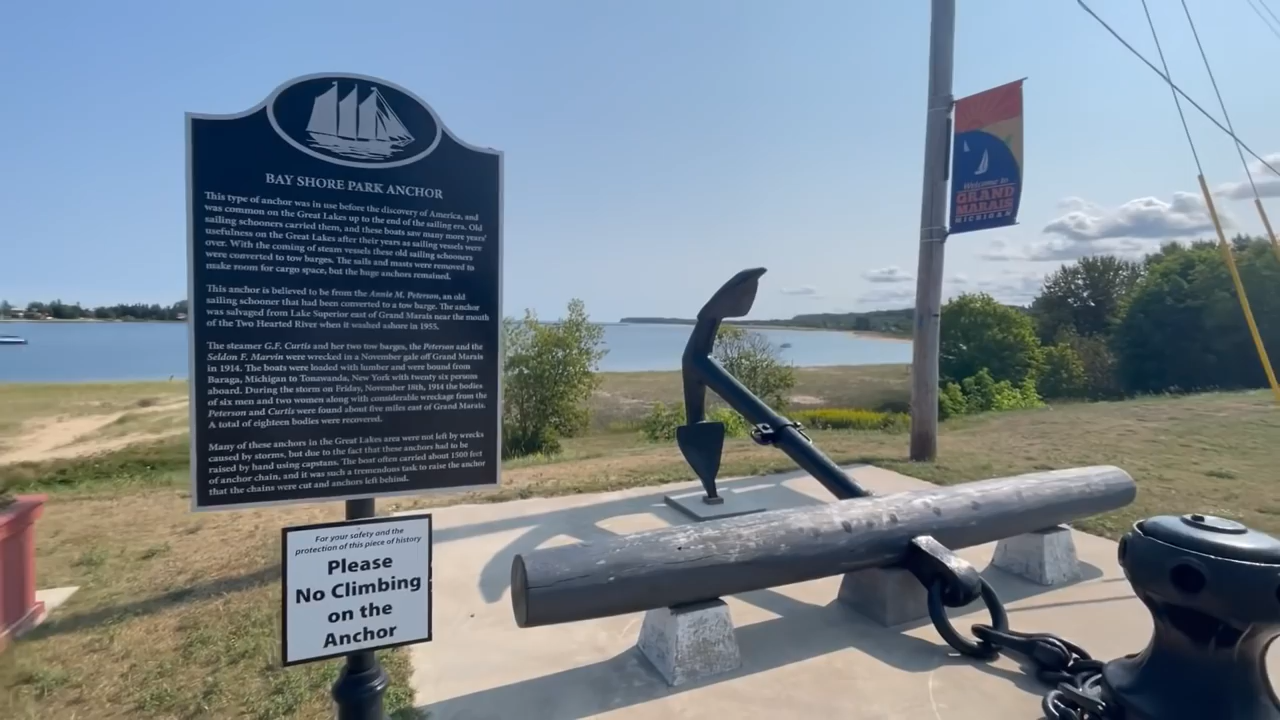 BAY SHORE PARK ANCHOR
This type of anchor was in use before the discovery of America, and
was common on the Great Lakes up to the end of the sailing era. Old
sailing schooners carried them, and these boats saw many more years'
usefulness on the Great Lakes after their years as sailing vessels were
over. With the coming of steam vessels these old sailing schooners
were converted to tow barges. The sails and masts were removed to
make room for cargo space, but the huge anchors remained.
This anchor is believed to be from the Annie M. Peterson, an old
sailing schooner that had been converted to a tow barge. The anchor
was salvaged from Lake Superior east of Grand Marais near the mouth
of the Two Hearted River when it washed ashore in 1955.
The steamer G.F. Curtis and her two tow barges, the Peterson and the
Seldon F. Marvin were wrecked in a November gale off Grand Marais
in 1914. The boats were loaded with lumber and were bound from
Baraga, Michigan to Tonawanda, New York with twenty six persons
aboard. During the storm on Friday, November 18th, 1914 the bodies
of six men and two women along with considerable wreckage from the
Peterson and Curtis were found about five miles east of Grand Marais.
A total of eighteen bodies were recovered.
Many of these anchors in the Great Lakes area were not left by wrecks
caused by storms, but due to the fact that these anchors had to be
raised by hand using capstans. The boat often carried about 1500 feet
of anchor chain, and it was such a tremendous task to raise the anchor
that the chains were cut and anchors left behind.
For your safety and the
protection of this piece of history
Please
No Climbing
on the
Anchor
Welcome to
GRAND
MARAIS
MICHIGAN